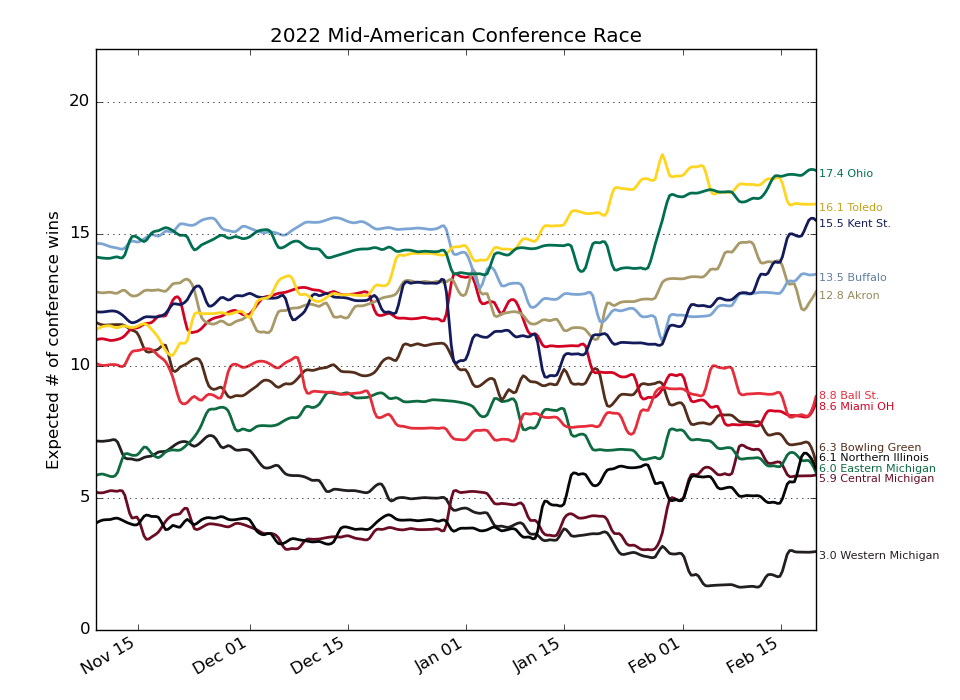 2022 Mid-American Conference Race
Expected # of conference wins
20
15
10
5
0
Nov 15
Dec 01
Dec 15
Jan 01
Jan 15
Feb 01
Feb 15
17.4 Ohio
16.1 Toledo
15.5 Kent St.
13.5 Buffalo
12.8 Akron
8.8 Ball St.
8.6 Miami OH
6.3 Bowling Green
6.1 Northern Illinois
6.0 Eastern Michigan
5.9 Central Michigan
3.0 Western Michigan